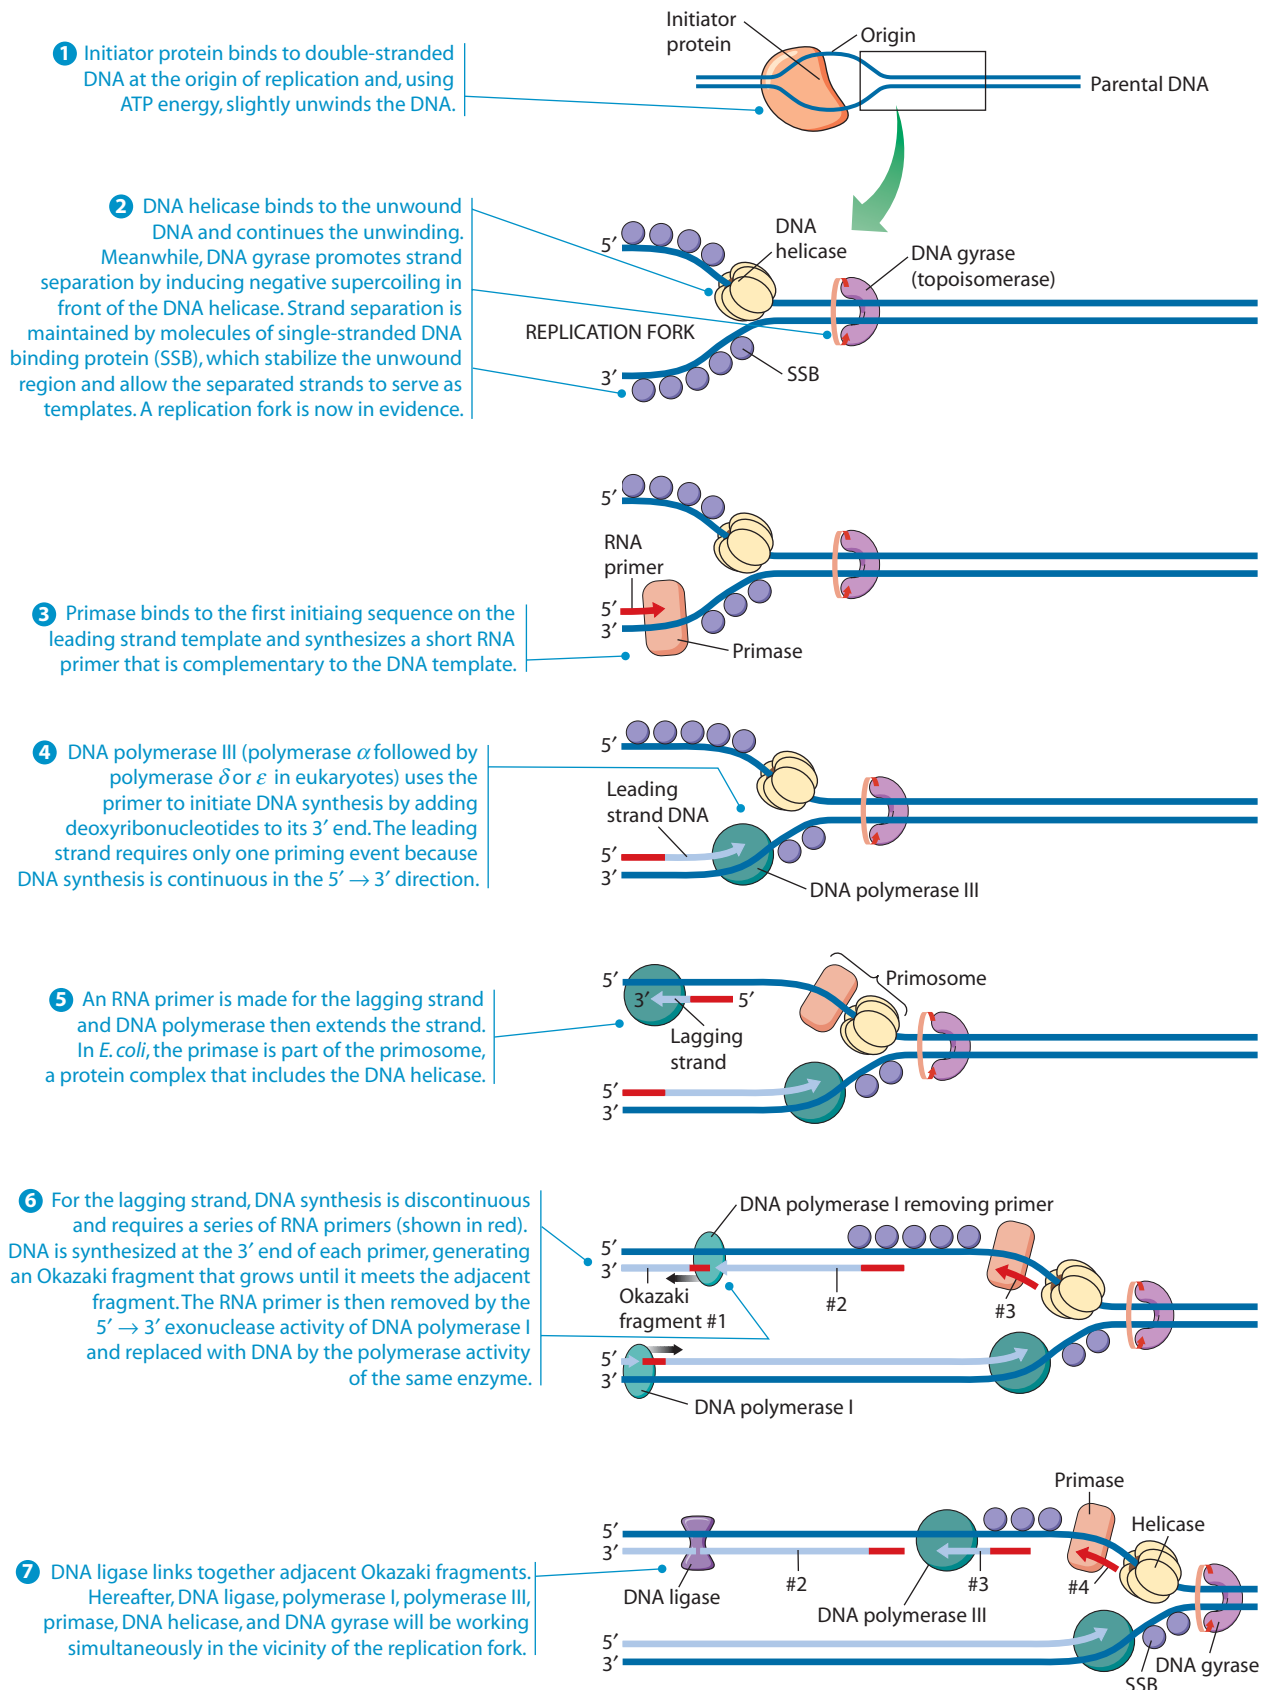 Initiator
protein
Origin
Parental DNA
1 Initiator protein binds to double-stranded
DNA at the origin of replication and, using
ATP energy, slightly unwinds the DNA.
2 DNA helicase binds to the unwound
DNA and continues the unwinding.
Meanwhile, DNA gyrase promotes strand
separation by inducing negative supercoiling in
front of the DNA helicase. Strand separation is
maintained by molecules of single-stranded DNA
binding protein (SSB), which stabilize the unwound
region and allow the separated strands to serve as
templates. A replication fork is now in evidence.
5′
DNA
helicase
DNA gyrase
(topoisomerase)
REPLICATION FORK
3′
SSB
5′
RNA
primer
5′
3′
Primase
3 Primase binds to the first initiaing sequence on the
leading strand template and synthesizes a short RNA
primer that is complementary to the DNA template.
4 DNA polymerase III (polymerase α followed by
polymerase δ or ε in eukaryotes) uses the
primer to initiate DNA synthesis by adding
deoxyribonucleotides to its 3′ end. The leading
strand requires only one priming event because
DNA synthesis is continuous in the 5′ → 3′ direction.
5′
Leading
strand DNA
5′
3′
DNA polymerase III
5 An RNA primer is made for the lagging strand
and DNA polymerase then extends the strand.
In E. coli, the primase is part of the primosome,
a protein complex that includes the DNA helicase.
5′
3′
5′
Primosome
Lagging
strand
5′
3′
6 For the lagging strand, DNA synthesis is discontinuous
and requires a series of RNA primers (shown in red).
DNA is synthesized at the 3′ end of each primer, generating
an Okazaki fragment that grows until it meets the adjacent
fragment. The RNA primer is then removed by the
5′ → 3′ exonuclease activity of DNA polymerase I
and replaced with DNA by the polymerase activity
of the same enzyme.
DNA polymerase I removing primer
5′
3′
Okazaki
fragment #1
#2
#3
5′
3′
DNA polymerase I
7 DNA ligase links together adjacent Okazaki fragments.
Hereafter, DNA ligase, polymerase I, polymerase III,
primase, DNA helicase, and DNA gyrase will be working
simultaneously in the vicinity of the replication fork.
Primase
Helicase
5′
3′
DNA ligase
#2
#3
#4
DNA polymerase III
5′
3′
SSB
DNA gyrase